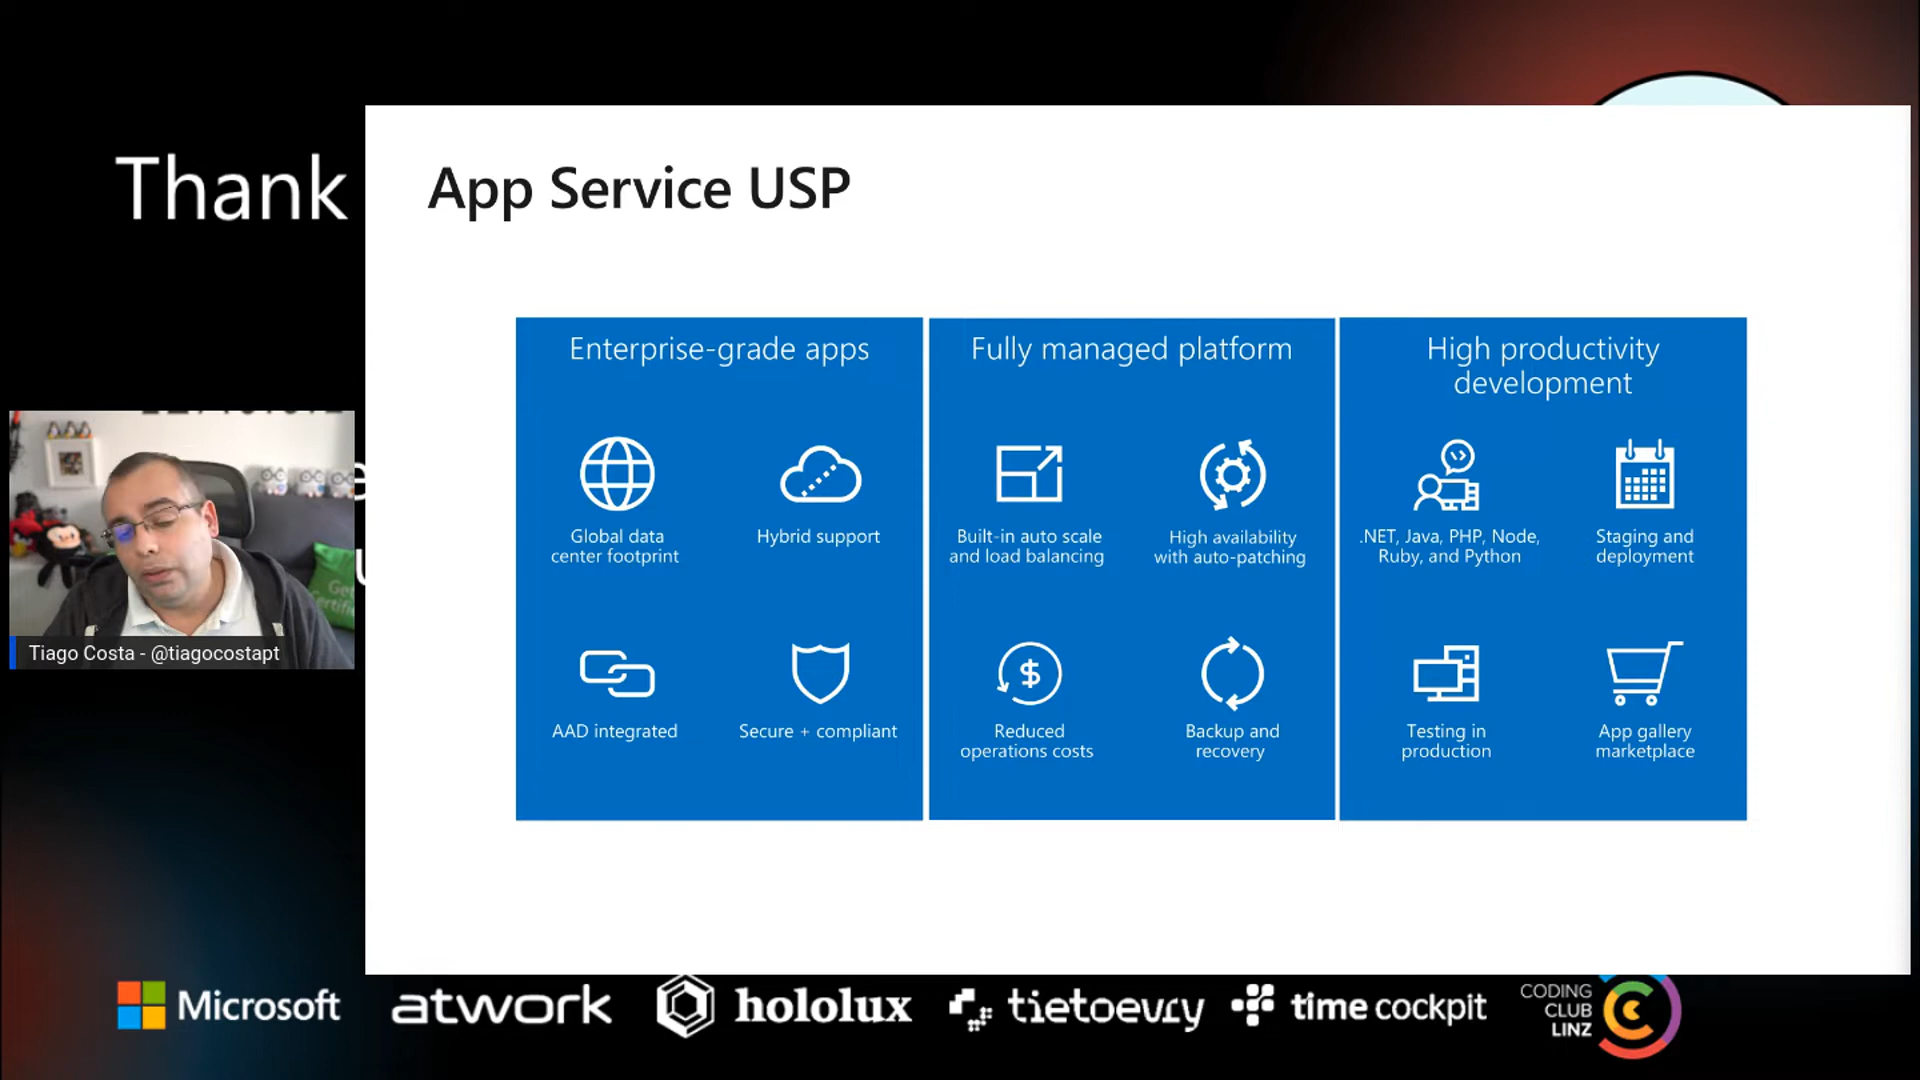 Thank
App Service USP
Enterprise-grade apps
Global data
center footprint
Hybrid support
AAD integrated
Secure + compliant
Fully managed platform
Built-in auto scale
and load balancing
High availability
with auto-patching
Reduced
operations costs
Backup and
recovery
High productivity
development
.NET, Java, PHP, Node,
Ruby, and Python
Staging and
deployment
Testing in
production
App gallery
marketplace
Get
Tiago Costa - @tiagocostapt
Microsoft
atwork
hololux
tietoevry
time cockpit
CODING
CLUB
LINZ